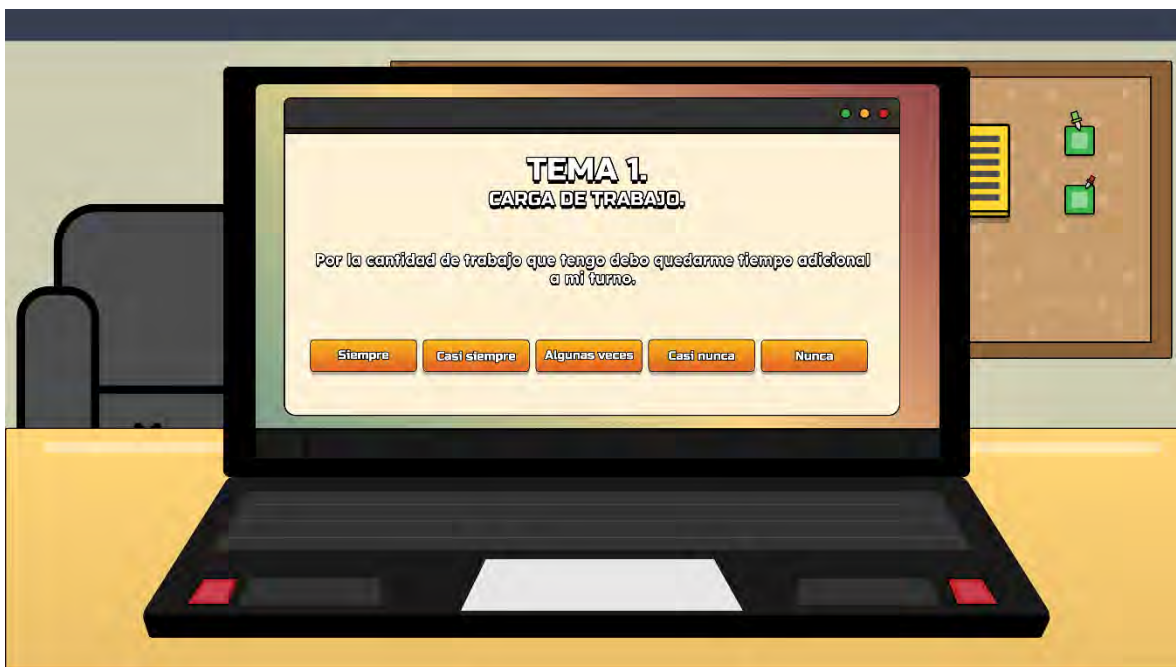 TEMA 1.
CARGA DE TRABAJO.
Por la cantidad de trabajo que tengo debo quedarme tiempo adicional
a mi turno.
Siempre
Casi siempre
Algunas veces
Casi nunca
Nunca